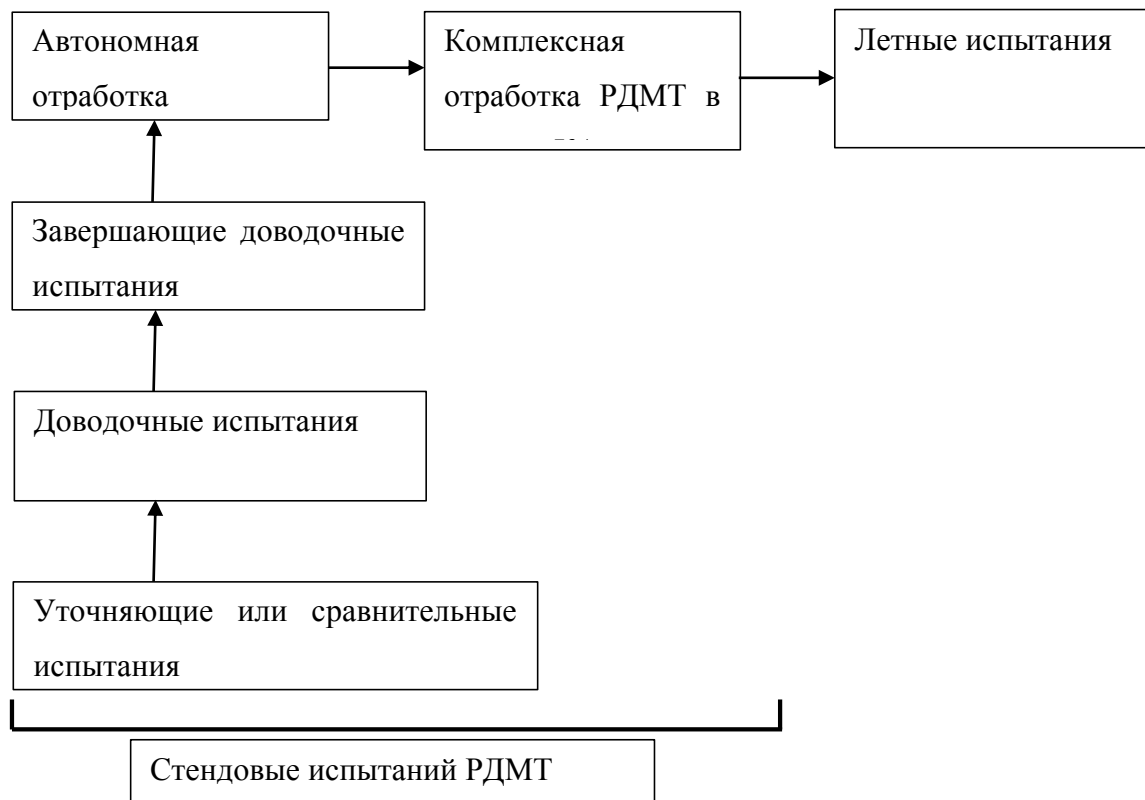 Автономная
отработка
Комплексная
отработка РДМТ в
Летные испытания
Завершающие доводочные
испытания
Доводочные испытания
Уточняющие или сравнительные
испытания
Стендовые испытаний РДМТ